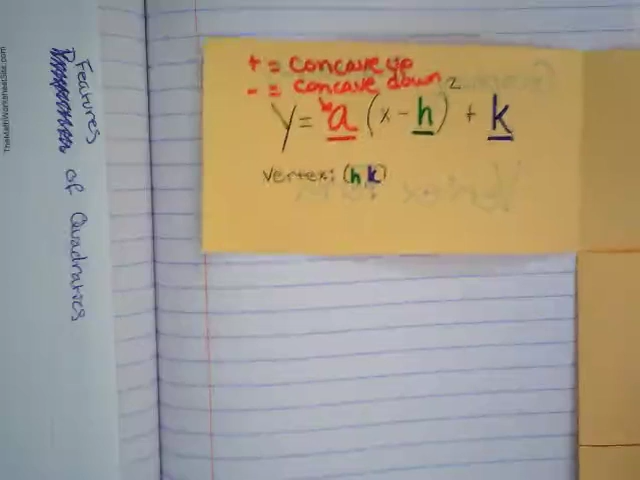 TheMathWorksheetSite.com
Features
of Quadratics
+ = concave up
- = concave down
y = a (x - h)² + k
vertex: (h k)